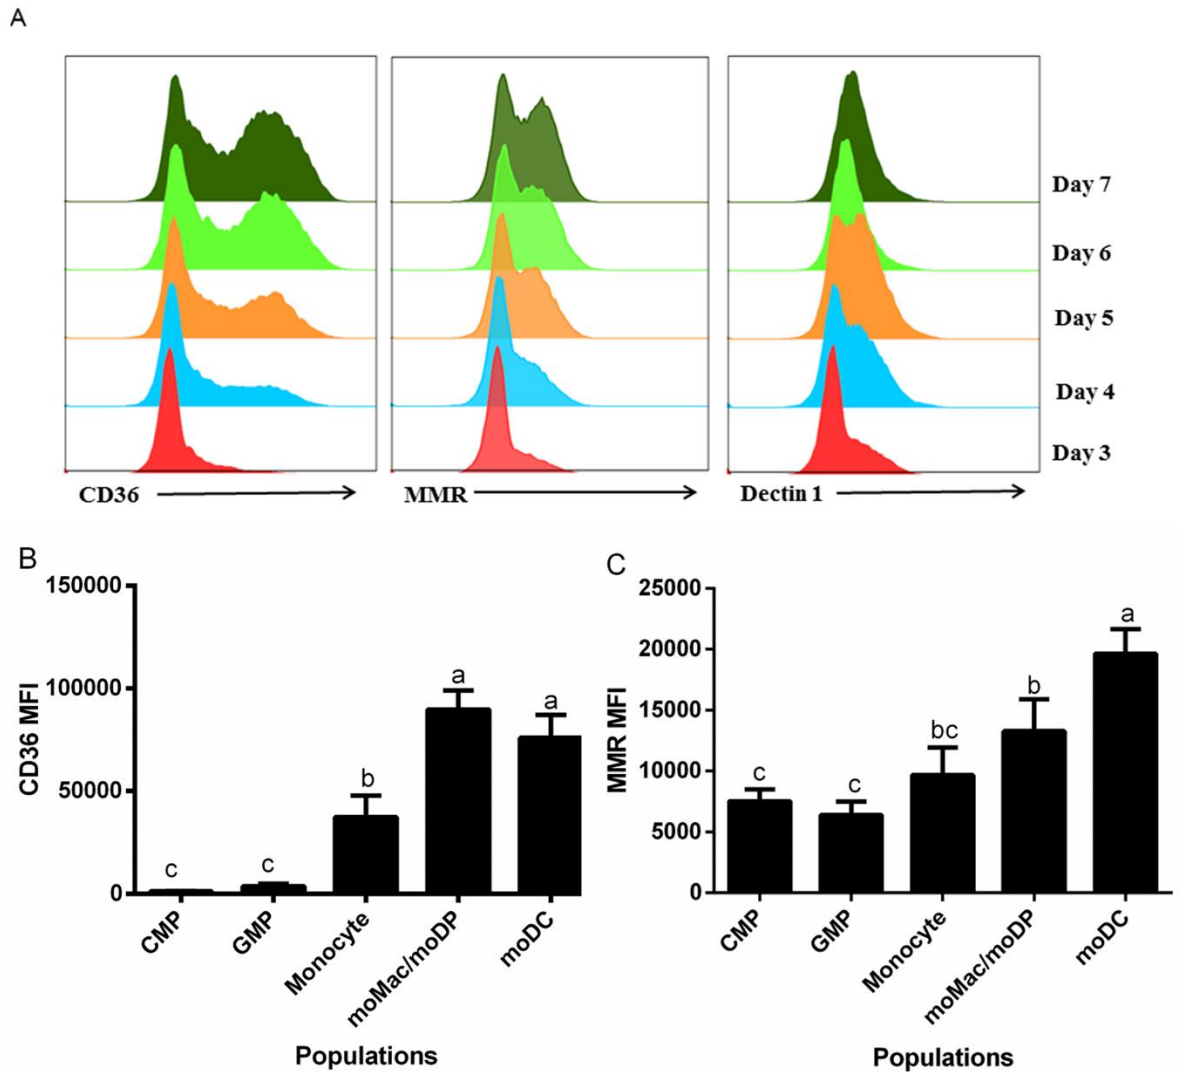 A
Day 7
Day 6
Day 5
Day 4
Day 3
CD36
MMR
Dectin 1
B
150000
100000
50000
0
CD36 MFI
c
c
b
a
a
CMP
GMP
Monocyte
moMac/moDP
moDC
Populations
C
25000
20000
15000
10000
5000
0
MMR MFI
c
c
bc
b
a
CMP
GMP
Monocyte
moMac/moDP
moDC
Populations